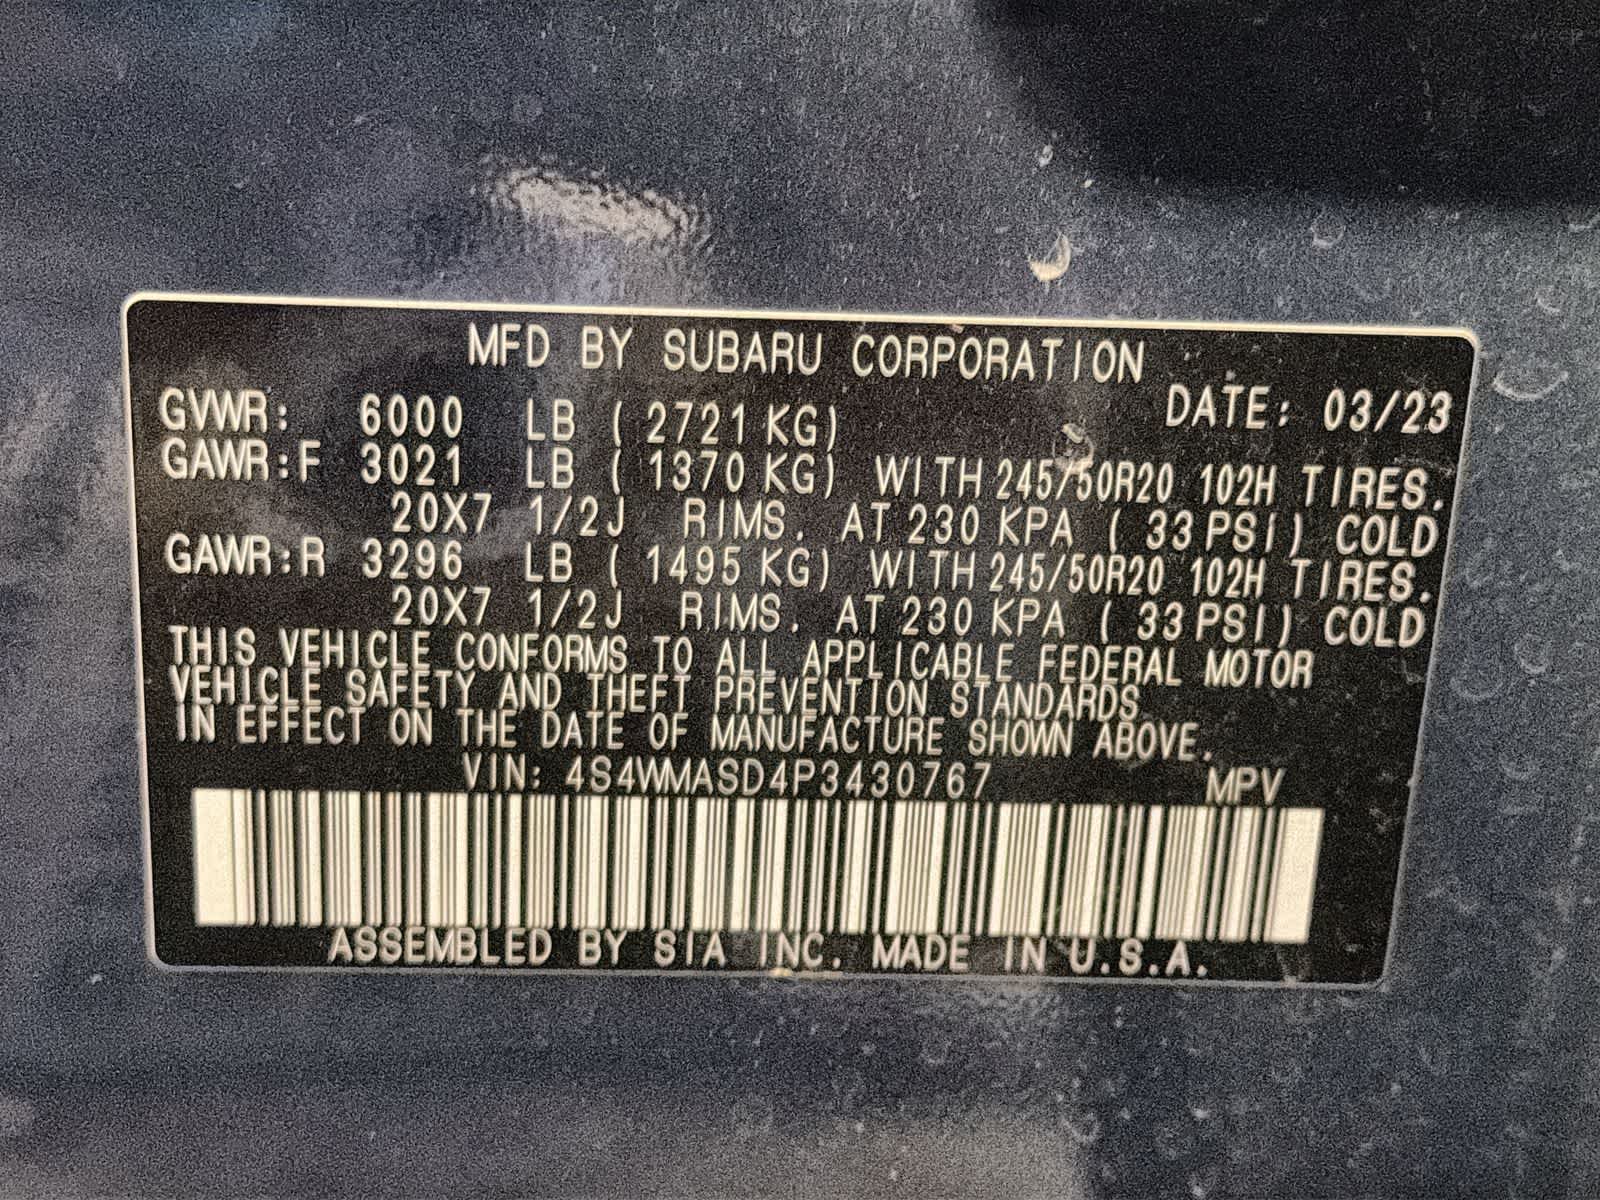 MFD BY SUBARU CORPORATION
DATE: 03/23
GVWR: 6000 LB ( 2721 KG)
GAWR:F 3021 LB ( 1370 KG) WITH 245/50R20 102H TIRES.
20X7 1/2J RIMS. AT 230 KPA ( 33 PSI) COLD
GAWR:R 3296 LB ( 1495 KG) WITH 245/50R20 102H TIRES.
20X7 1/2J RIMS. AT 230 KPA ( 33 PSI) COLD
THIS VEHICLE CONFORMS TO ALL APPLICABLE FEDERAL MOTOR
VEHICLE SAFETY AND THEFT PREVENTION STANDARDS
IN EFFECT ON THE DATE OF MANUFACTURE SHOWN ABOVE.
VIN: 4S4WMASD4P3430767 MPV
ASSEMBLED BY SIA INC. MADE IN U.S.A.